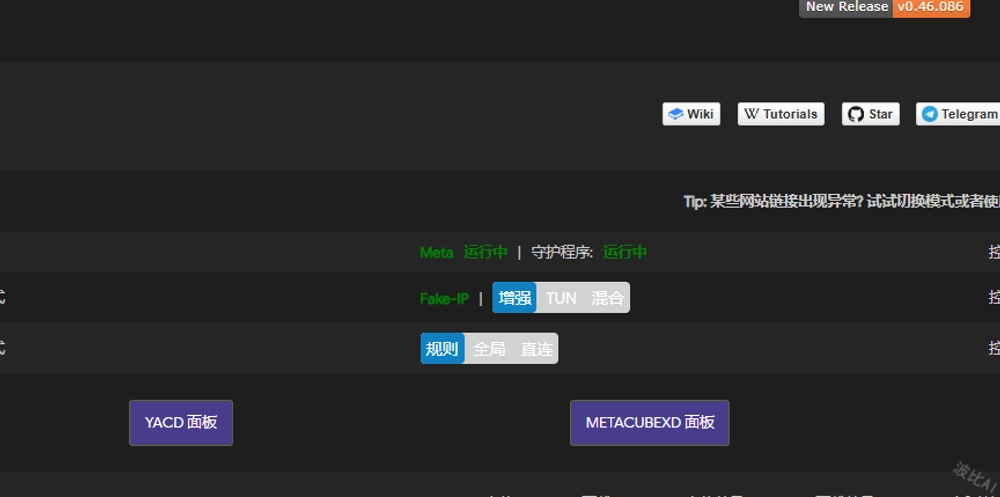 New Release v0.46.086
Wiki Tutorials Star Telegram
Tip: 某些网站链接出现异常? 试试切换模式或者使
Meta 运行中 | 守护程序: 运行中 控
式 Fake-IP | 增强 TUN 混合 控
式 规则 全局 直连 控
YACD 面板 METACUBEXD 面板
波比AI